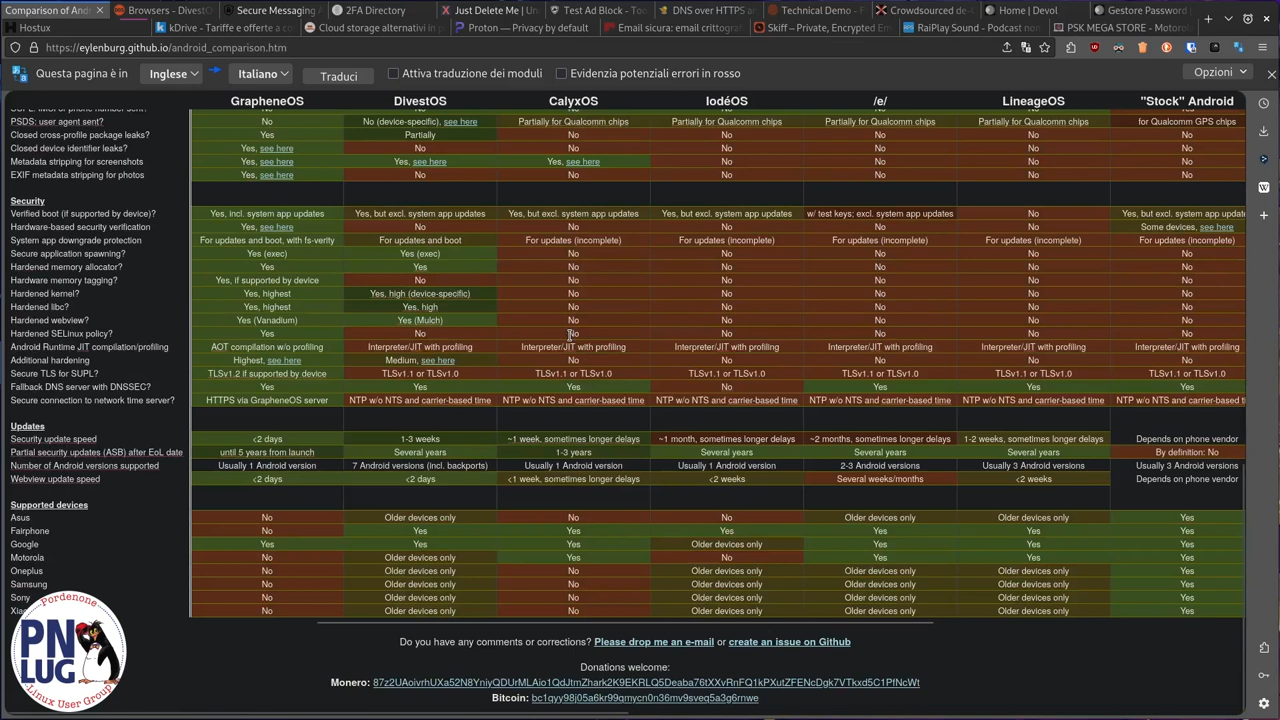 Comparison of Andr × Browsers - DivestO Secure Messaging 2FA Directory Just Delete Me | Un Test Ad Block - Too DNS over HTTPS ar Technical Demo - F Crowdsourced de- Home | Devol Gestore Password
Hostux kDrive - Tariffe e offerte a c Cloud storage alternativi in t Proton — Privacy by default Email sicura: email crittograf Skiff – Private, Encrypted Em RaiPlay Sound - Podcast non PSK MEGA STORE - Motorol
https://eylenburg.github.io/android_comparison.htm
Questa pagina è in Inglese Italiano Traduci Attiva traduzione dei moduli Evidenzia potenziali errori in rosso Opzioni
GrapheneOS DivestOS CalyxOS IodéOS /e/ LineageOS "Stock" Android
PSDS: user agent sent? No No (device-specific), see here Partially for Qualcomm chips Partially for Qualcomm chips Partially for Qualcomm chips Partially for Qualcomm chips for Qualcomm GPS chips
Closed cross-profile package leaks? Yes Partially No No No No No
Closed device identifier leaks? Yes, see here No No No No No No
Metadata stripping for screenshots Yes, see here Yes, see here Yes, see here No No No No
EXIF metadata stripping for photos Yes, see here No No No No No No
Security
Verified boot (if supported by device)? Yes, incl. system app updates Yes, but excl. system app updates Yes, but excl. system app updates Yes, but excl. system app updates w/ test keys; excl. system app updates No Yes, but excl. system app updat
Hardware-based security verification Yes, see here No No No No No Some devices, see here
System app downgrade protection For updates and boot, with fs-verity For updates and boot For updates (incomplete) For updates (incomplete) For updates (incomplete) For updates (incomplete) For updates (incomplete)
Secure application spawning? Yes (exec) Yes (exec) No No No No No
Hardened memory allocator? Yes Yes No No No No No
Hardware memory tagging? Yes, if supported by device No No No No No No
Hardened kernel? Yes, highest Yes, high (device-specific) No No No No No
Hardened libc? Yes, highest Yes, high No No No No No
Hardened webview? Yes (Vanadium) Yes (Mulch) No No No No No
Hardened SELinux policy? Yes No No No No No No
Android Runtime JIT compilation/profiling AOT compilation w/o profiling Interpreter/JIT with profiling Interpreter/JIT with profiling Interpreter/JIT with profiling Interpreter/JIT with profiling Interpreter/JIT with profiling Interpreter/JIT with profiling
Additional hardening Highest, see here Medium, see here No No No No No
Secure TLS for SUPL? TLSv1.2 if supported by device TLSv1.1 or TLSv1.0 TLSv1.1 or TLSv1.0 TLSv1.1 or TLSv1.0 TLSv1.1 or TLSv1.0 TLSv1.1 or TLSv1.0 TLSv1.1 or TLSv1.0
Fallback DNS server with DNSSEC? Yes Yes Yes No Yes Yes Yes
Secure connection to network time server? HTTPS via GrapheneOS server NTP w/o NTS and carrier-based time NTP w/o NTS and carrier-based time NTP w/o NTS and carrier-based time NTP w/o NTS and carrier-based time NTP w/o NTS and carrier-based time NTP w/o NTS and carrier-based t
Updates
Security update speed <2 days 1-3 weeks ~1 week, sometimes longer delays ~1 month, sometimes longer delays ~2 months, sometimes longer delays 1-2 weeks, sometimes longer delays Depends on phone vendor
Partial security updates (ASB) after EoL date until 5 years from launch Several years 1-3 years Several years Several years Several years By definition: No
Number of Android versions supported Usually 1 Android version 7 Android versions (incl. backports) Usually 1 Android version Usually 1 Android version 2-3 Android versions Usually 3 Android versions Usually 3 Android versions
Webview update speed <2 days <2 days <1 week, sometimes longer delays <2 weeks Several weeks/months <2 weeks Depends on phone vendor
Supported devices
Asus No Older devices only No No Older devices only Older devices only Yes
Fairphone No Yes Yes Yes Yes Yes Yes
Google Yes Yes Yes Older devices only Yes Yes Yes
Motorola No Older devices only Yes No Yes Yes Yes
Oneplus No Older devices only No Older devices only Older devices only Older devices only Yes
Samsung No Older devices only No Older devices only Older devices only Older devices only Yes
Sony No Older devices only No Older devices only Older devices only Older devices only Yes
No Older devices only No Older devices only Older devices only Older devices only Yes
Pordenone
PN
LUG
Linux User Group
Do you have any comments or corrections? Please drop me an e-mail or create an issue on Github
Donations welcome:
Monero: 87z2UAoivrhUXa52N8YniyQDUrMLAio1QdJtmZhark2K9EKRLQ5Deaba76tXXvRnFQ1kPXutZFENcDgk7VTkxd5C1PfNcWt
Bitcoin: bc1qyy98j05a6kr99qmycn0n36mv9sveq5a3g6mwe